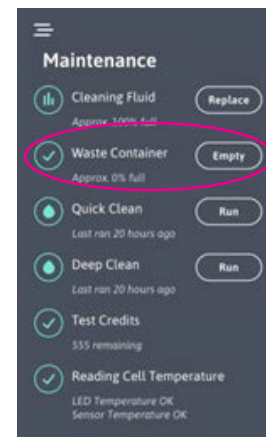 Maintenance
Cleaning Fluid
Replace
Approx. 100% full
Waste Container
Empty
Approx. 0% full
Quick Clean
Run
Last ran 20 hours ago
Deep Clean
Run
Last ran 20 hours ago
Test Credits
555 remaining
Reading Cell Temperature
LED Temperature OK
Sensor Temperature OK